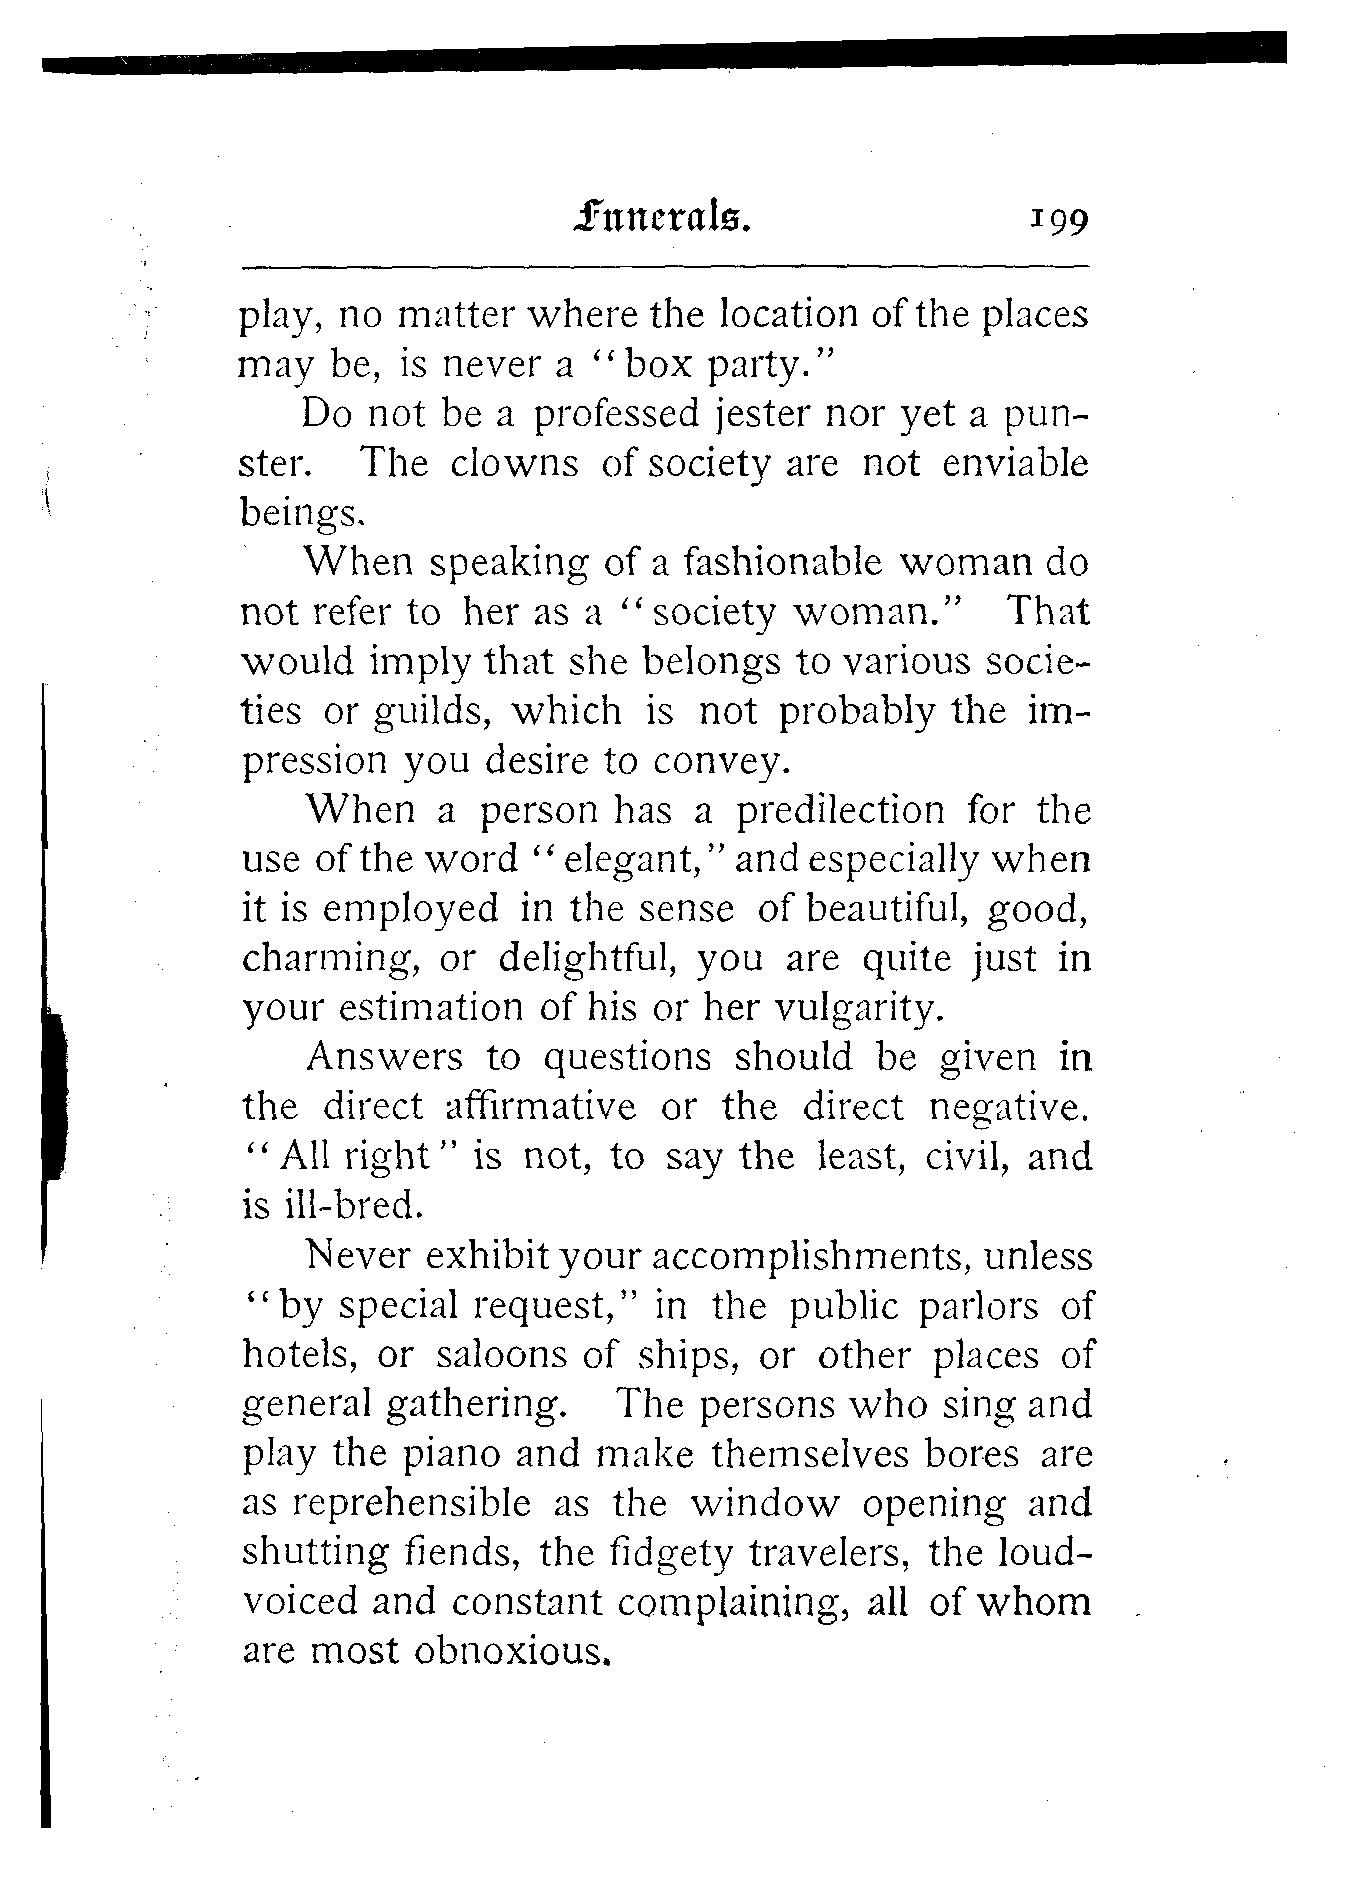 Funerals. 199
play, no matter where the location of the places
may be, is never a “box party.”
Do not be a professed jester nor yet a pun-
ster. The clowns of society are not enviable
beings.
When speaking of a fashionable woman do
not refer to her as a “society woman.” That
would imply that she belongs to various socie-
ties or guilds, which is not probably the im-
pression you desire to convey.
When a person has a predilection for the
use of the word “elegant,” and especially when
it is employed in the sense of beautiful, good,
charming, or delightful, you are quite just in
your estimation of his or her vulgarity.
Answers to questions should be given in
the direct affirmative or the direct negative.
“All right” is not, to say the least, civil, and
is ill-bred.
Never exhibit your accomplishments, unless
“by special request,” in the public parlors of
hotels, or saloons of ships, or other places of
general gathering. The persons who sing and
play the piano and make themselves bores are
as reprehensible as the window opening and
shutting fiends, the fidgety travelers, the loud-
voiced and constant complaining, all of whom
are most obnoxious.